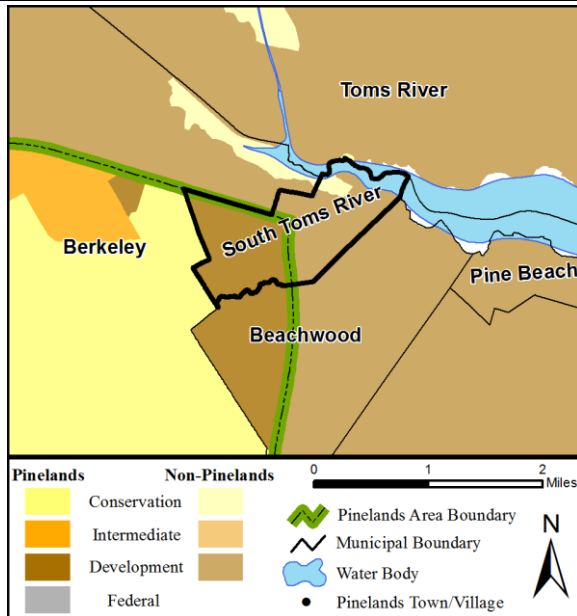 Toms River
South Toms River
Berkeley
Pine Beach
Beachwood
Pinelands Non-Pinelands
Conservation
Intermediate
Development
Federal
0 1 2
Miles
Pinelands Area Boundary
Municipal Boundary
Water Body
Pinelands Town/Village
N